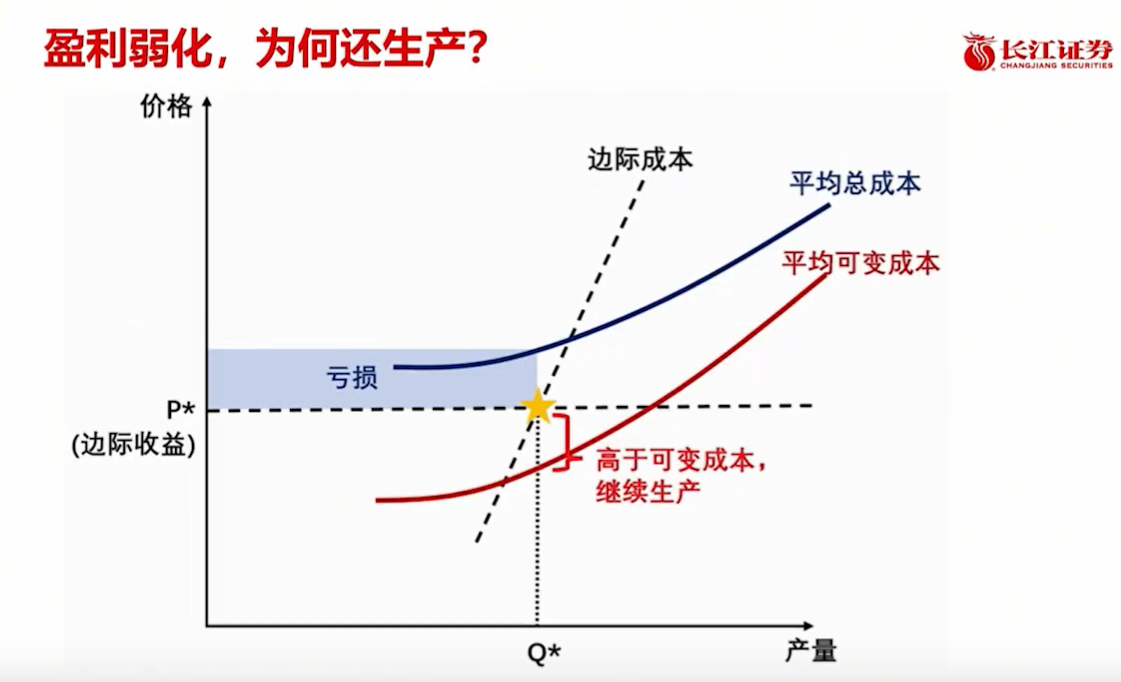 盈利弱化，为何还生产？
长江证券
CHANGJIANG SECURITIES
价格
边际成本
平均总成本
平均可变成本
亏损
P*
(边际收益)
高于可变成本，
继续生产
Q*
产量